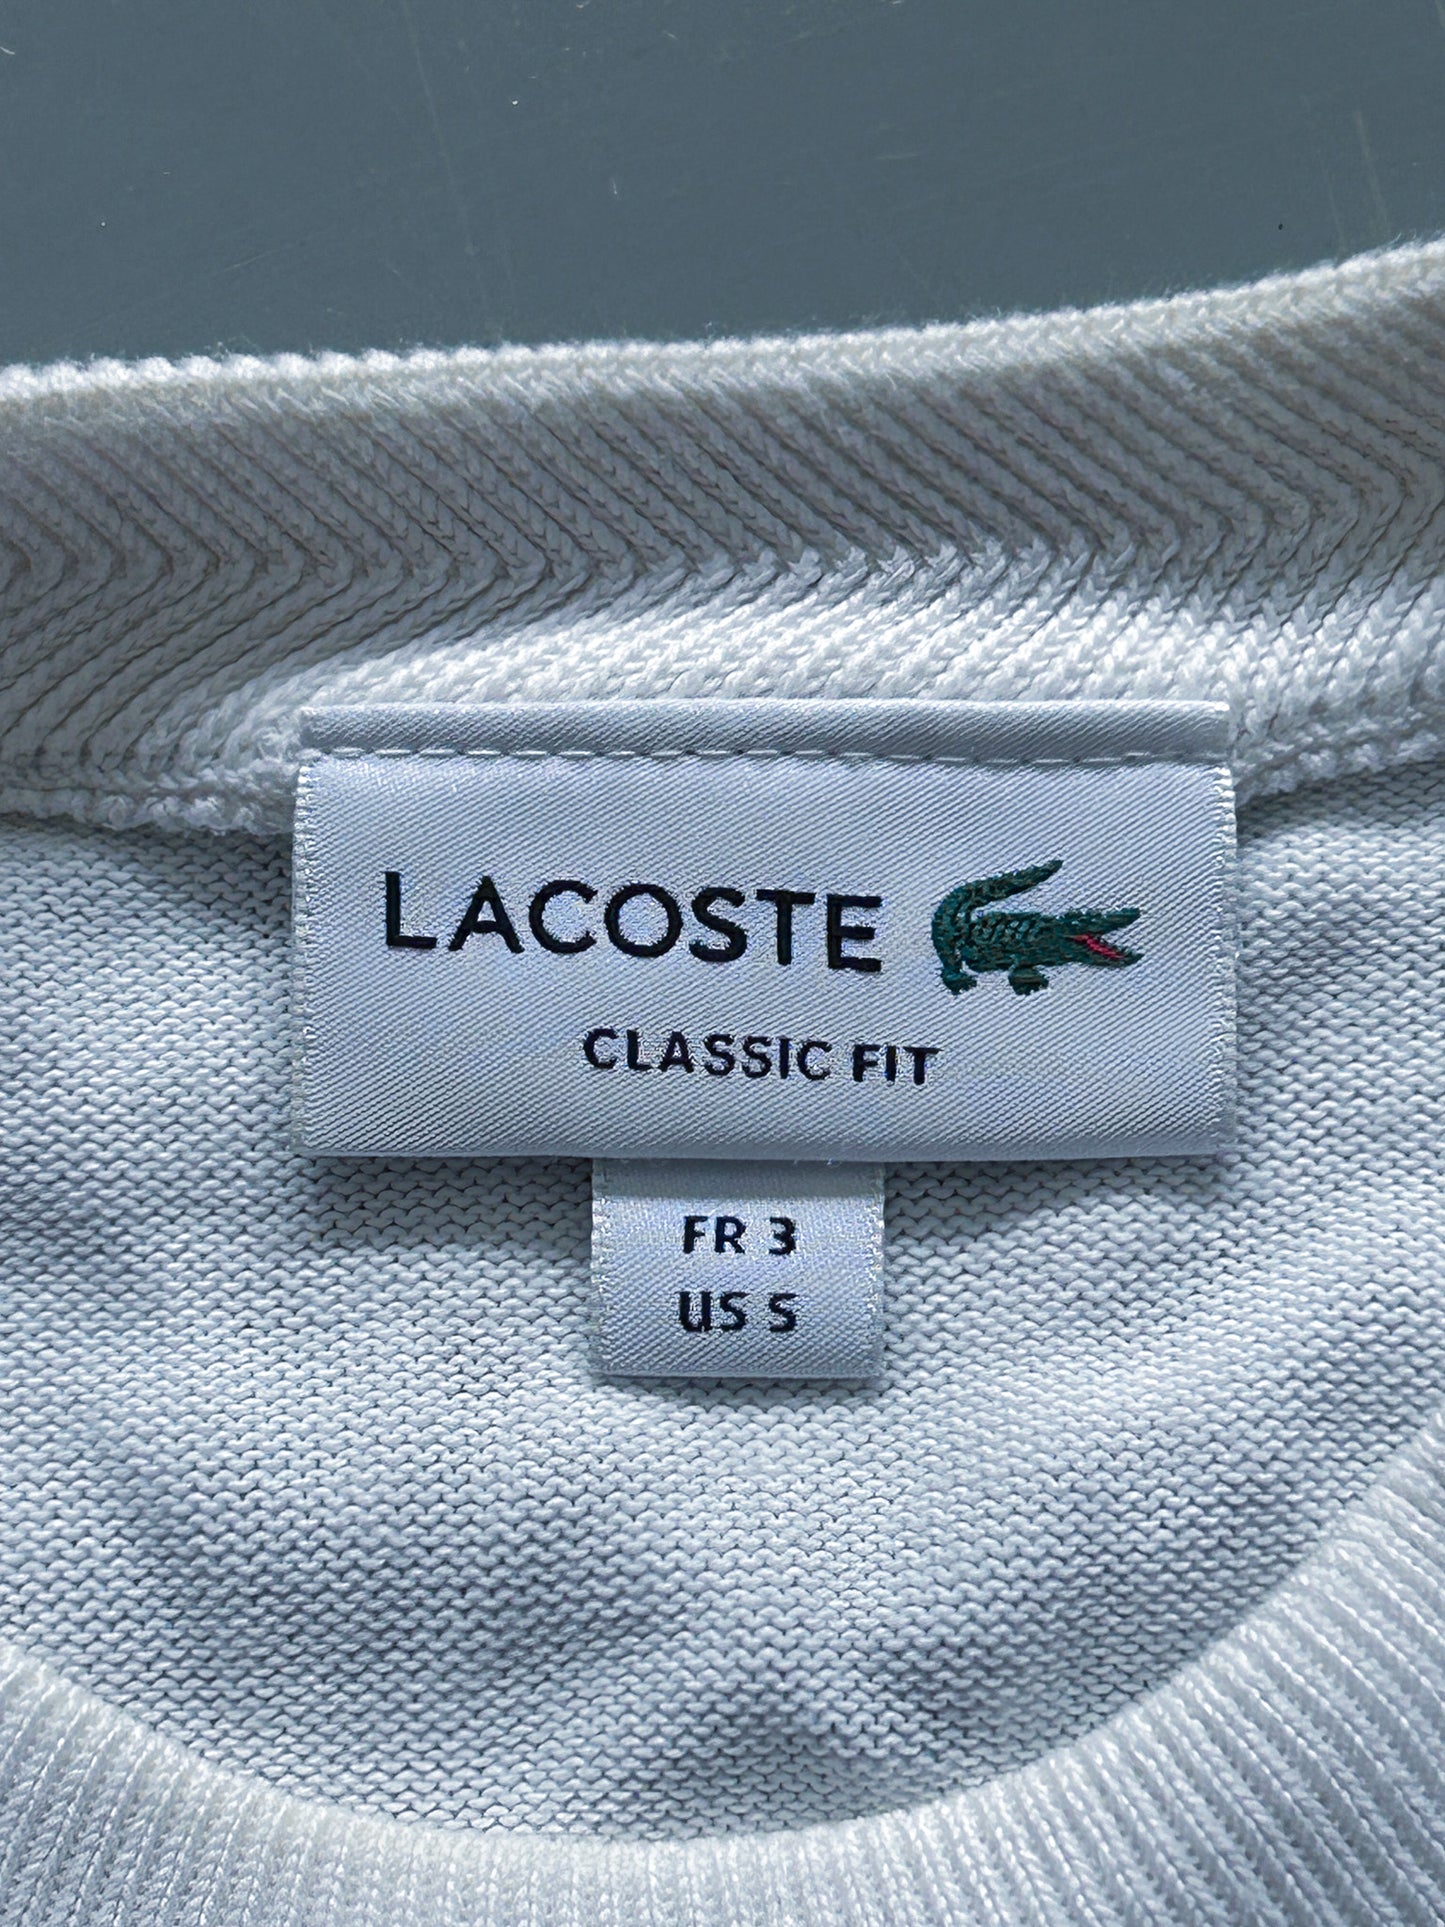 LACOSTE
CLASSIC FIT
FR 3
US S